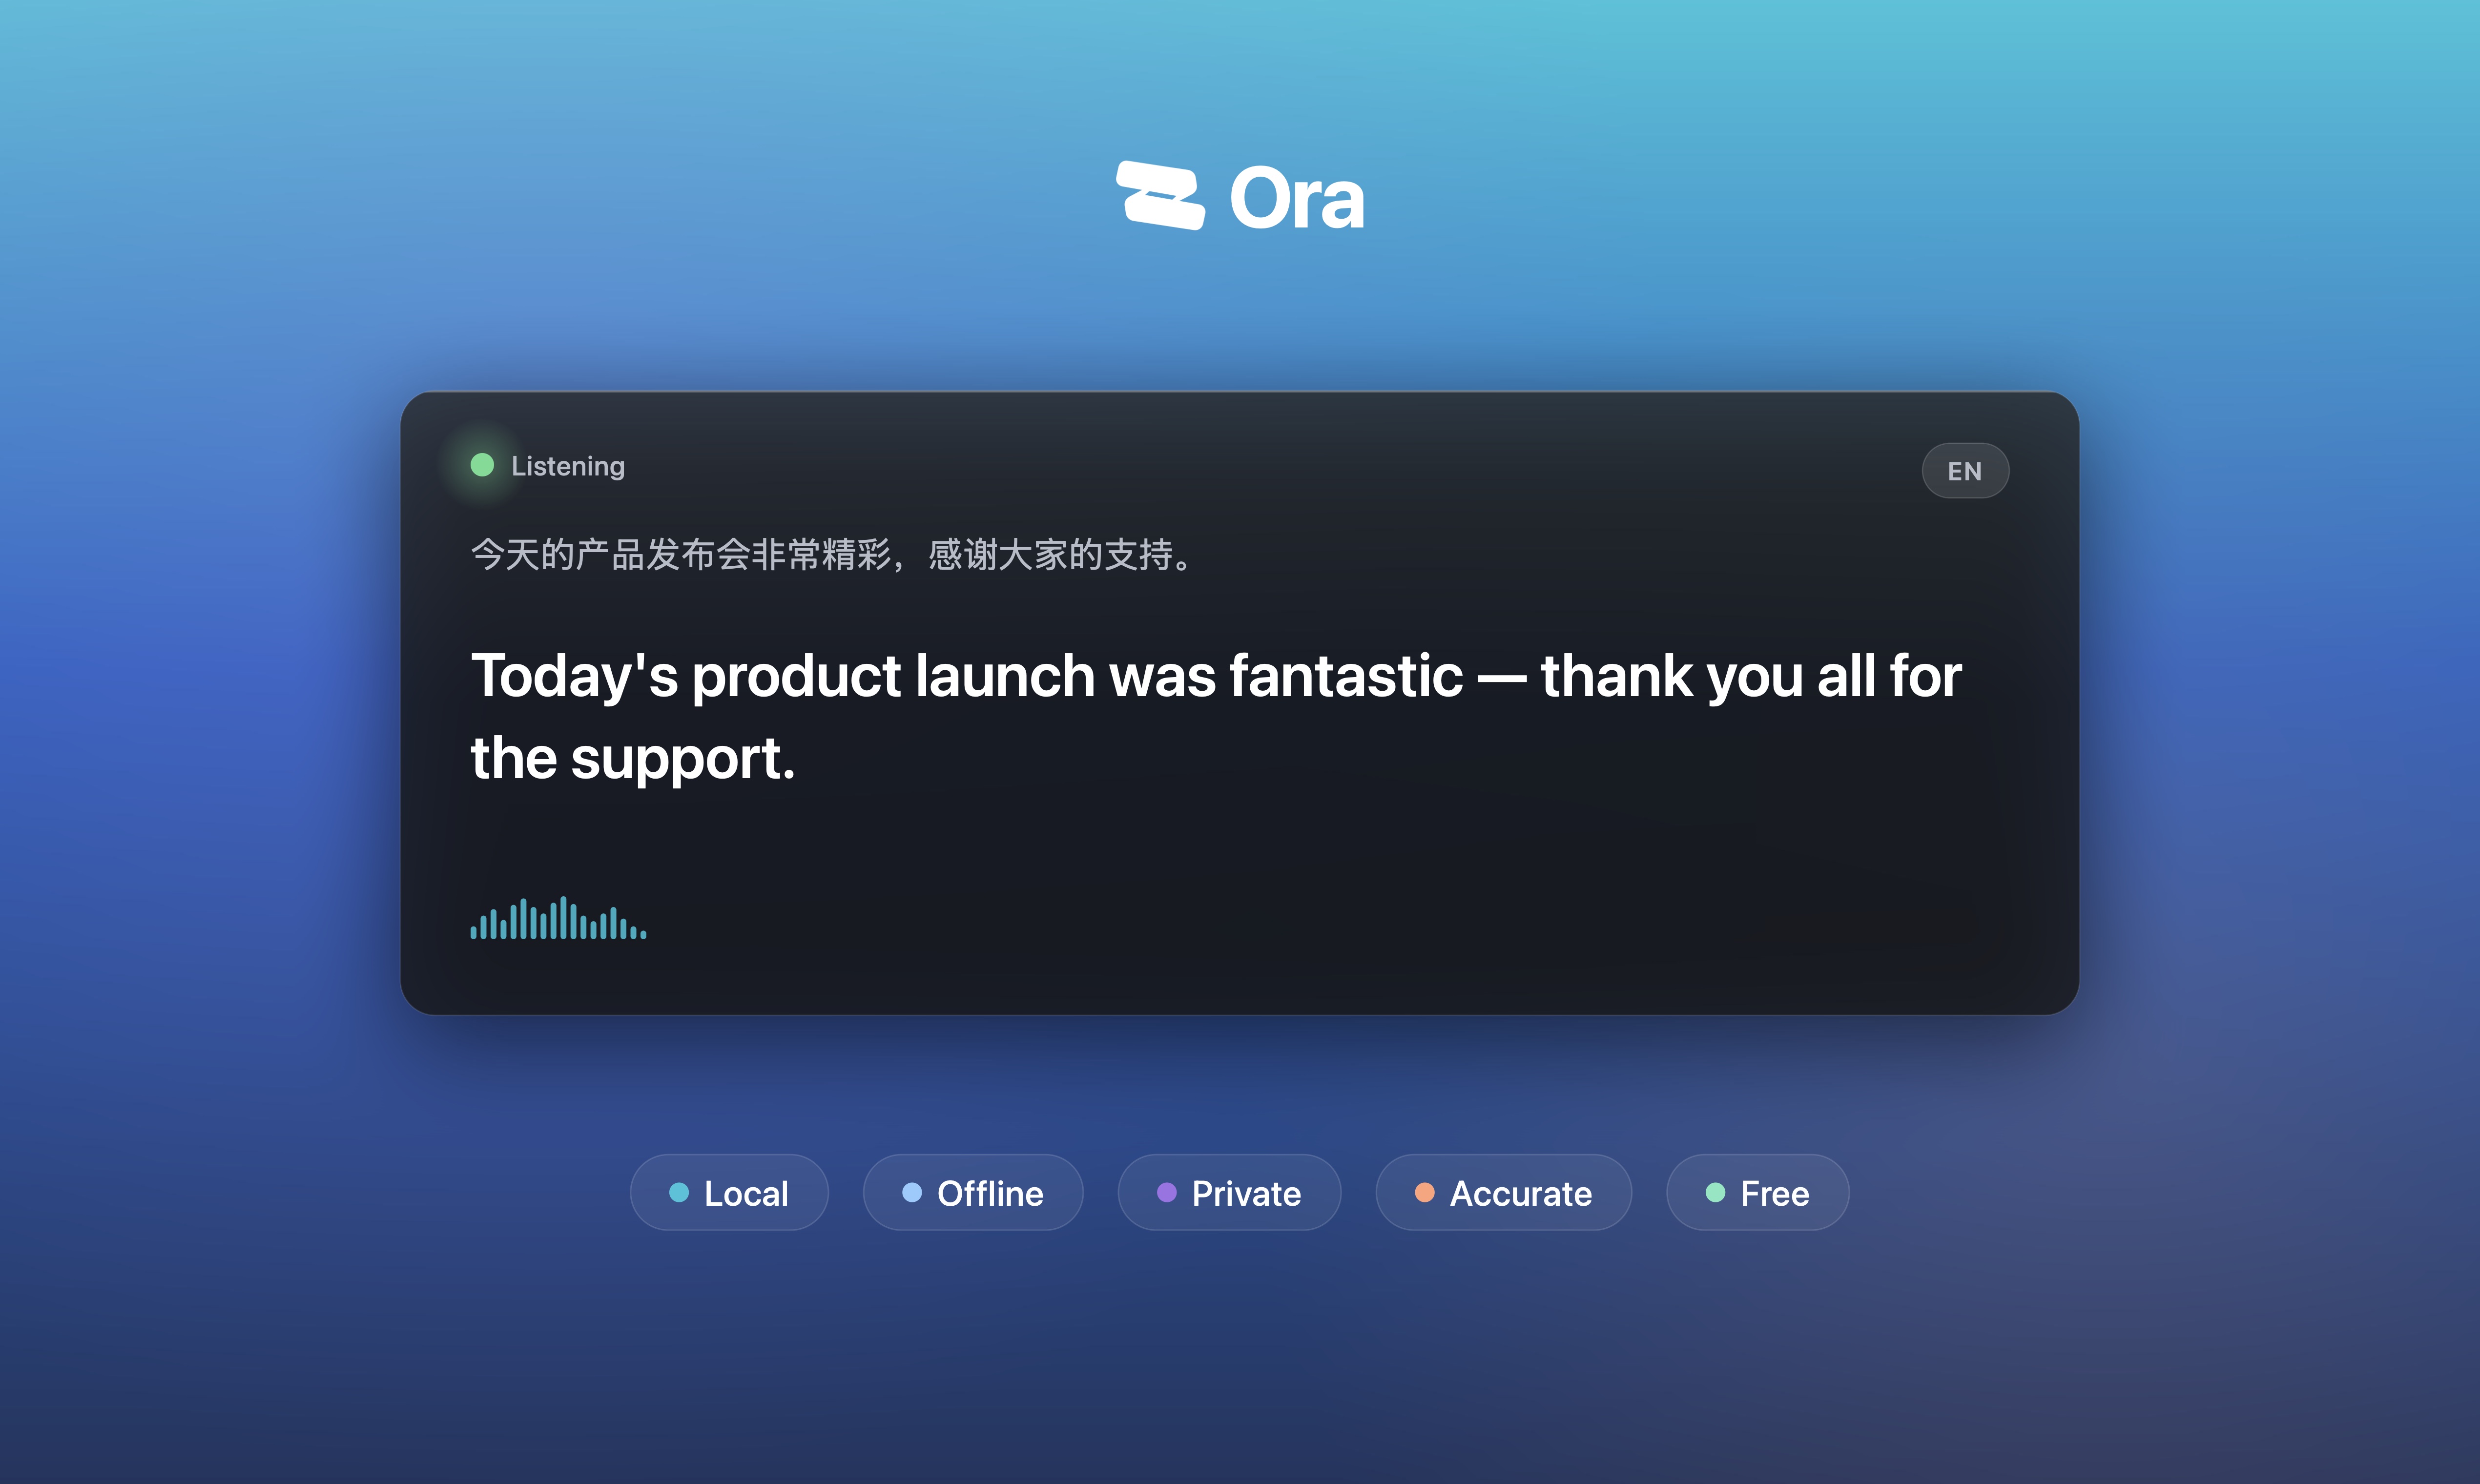 Ora
Listening
EN
今天的产品发布会非常精彩，感谢大家的支持。
Today's product launch was fantastic — thank you all for
the support.
Local
Offline
Private
Accurate
Free